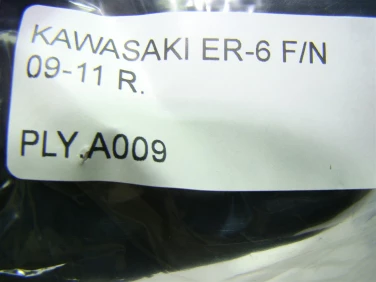 KAWASAKI ER-6 F/N
09-11 R.
PLY.A009